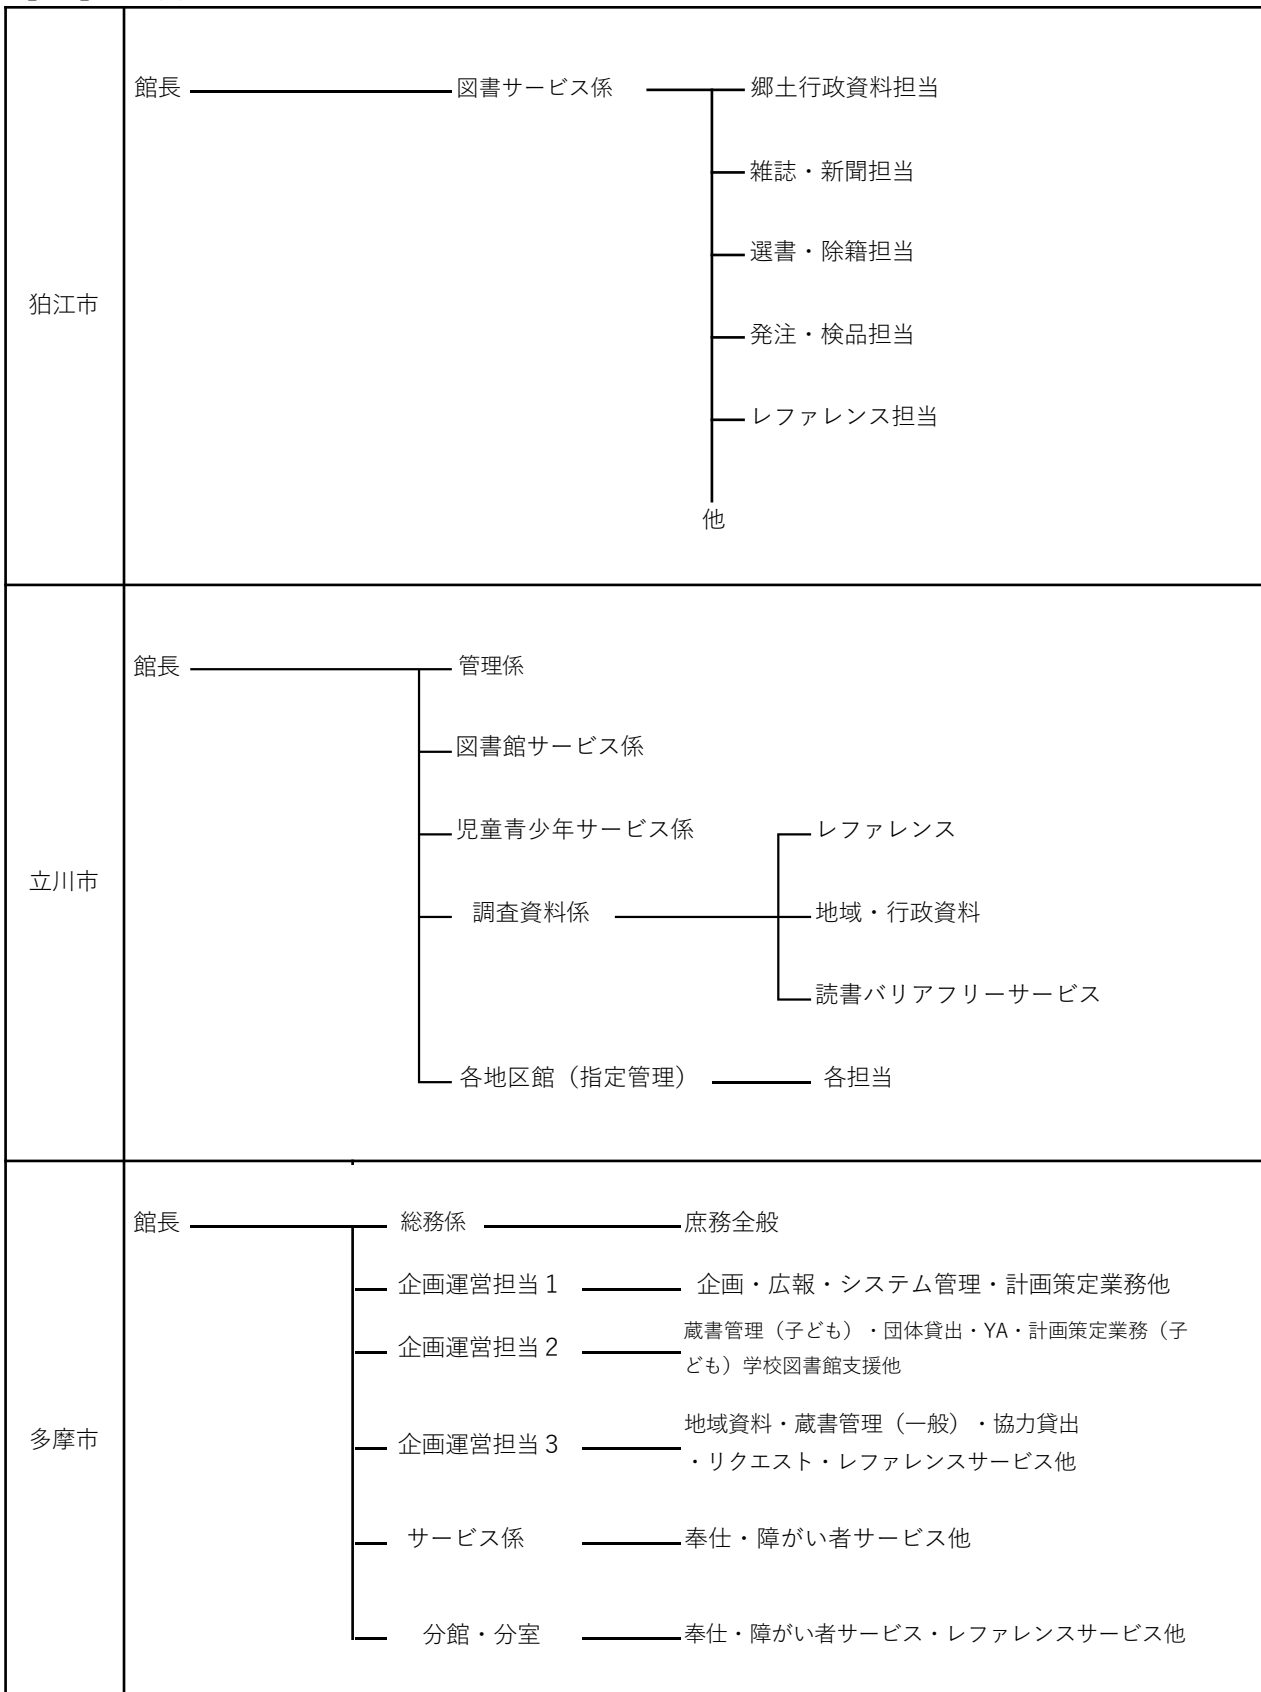 狛江市
館長
図書サービス係
郷土行政資料担当
雑誌・新聞担当
選書・除籍担当
発注・検品担当
レファレンス担当
他
立川市
館長
管理係
図書館サービス係
児童青少年サービス係
調査資料係
レファレンス
地域・行政資料
読書バリアフリーサービス
各地区館（指定管理）
各担当
多摩市
館長
総務係
庶務全般
企画運営担当１
企画・広報・システム管理・計画策定業務他
企画運営担当２
蔵書管理（子ども）・団体貸出・YA・計画策定業務（子
ども）学校図書館支援他
企画運営担当３
地域資料・蔵書管理（一般）・協力貸出
・リクエスト・レファレンスサービス他
サービス係
奉仕・障がい者サービス他
分館・分室
奉仕・障がい者サービス・レファレンスサービス他